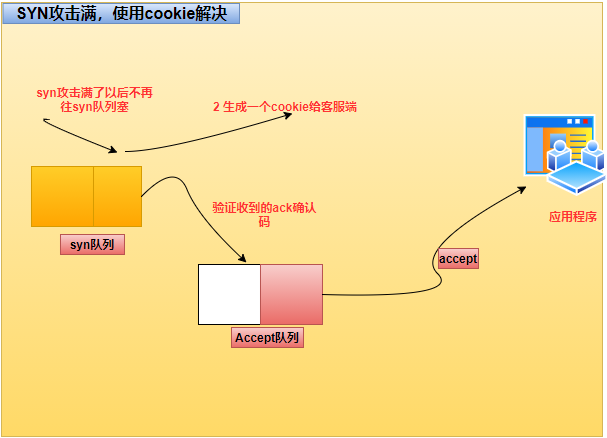 SYN攻击满，使用cookie解决
syn攻击满了以后不再
往syn队列塞
2 生成一个cookie给客服端
验证收到的ack确认
码
应用程序
syn队列
accept
Accept队列